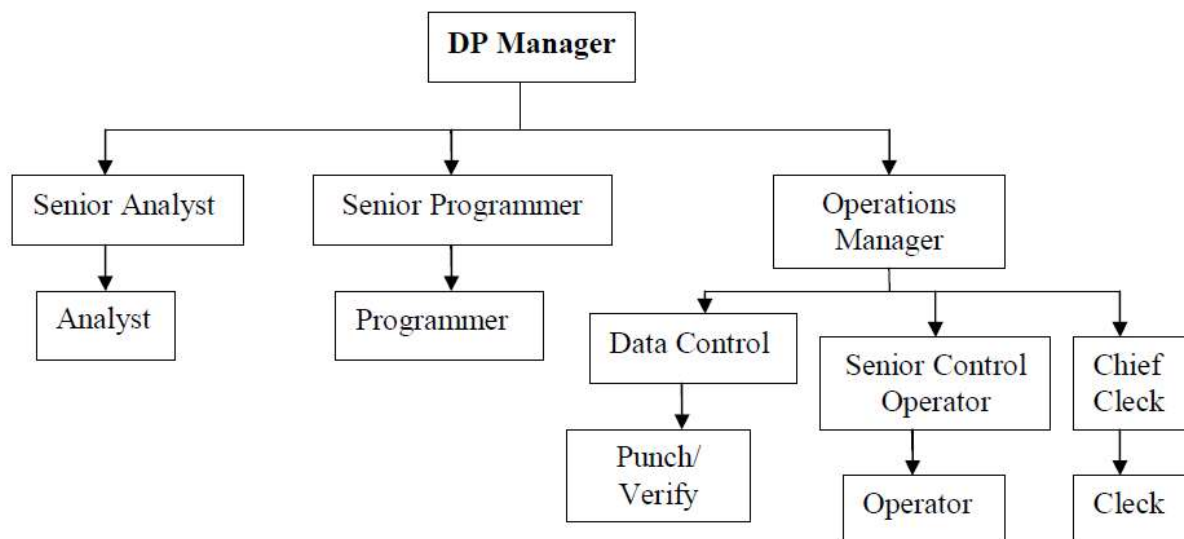 DP Manager
Senior Analyst
Senior Programmer
Operations
Manager
Analyst
Programmer
Data Control
Senior Control
Operator
Chief
Cleck
Punch/
Verify
Operator
Cleck